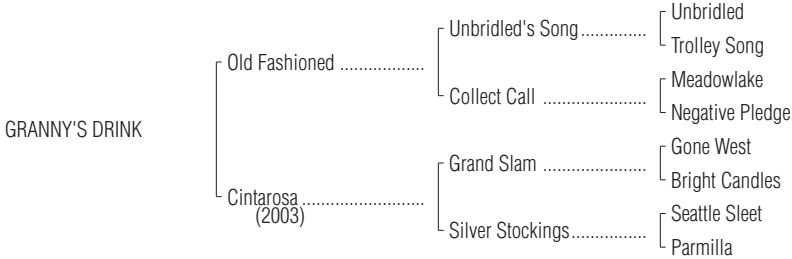 Unbridled
Unbridled's Song..............
Trolley Song
Old Fashioned ..................
Meadowlake
Collect Call ......................
Negative Pledge
GRANNY'S DRINK
Gone West
Grand Slam ......................
Bright Candles
Cintarosa ..........................
(2003)
Seattle Sleet
Silver Stockings................
Parmilla